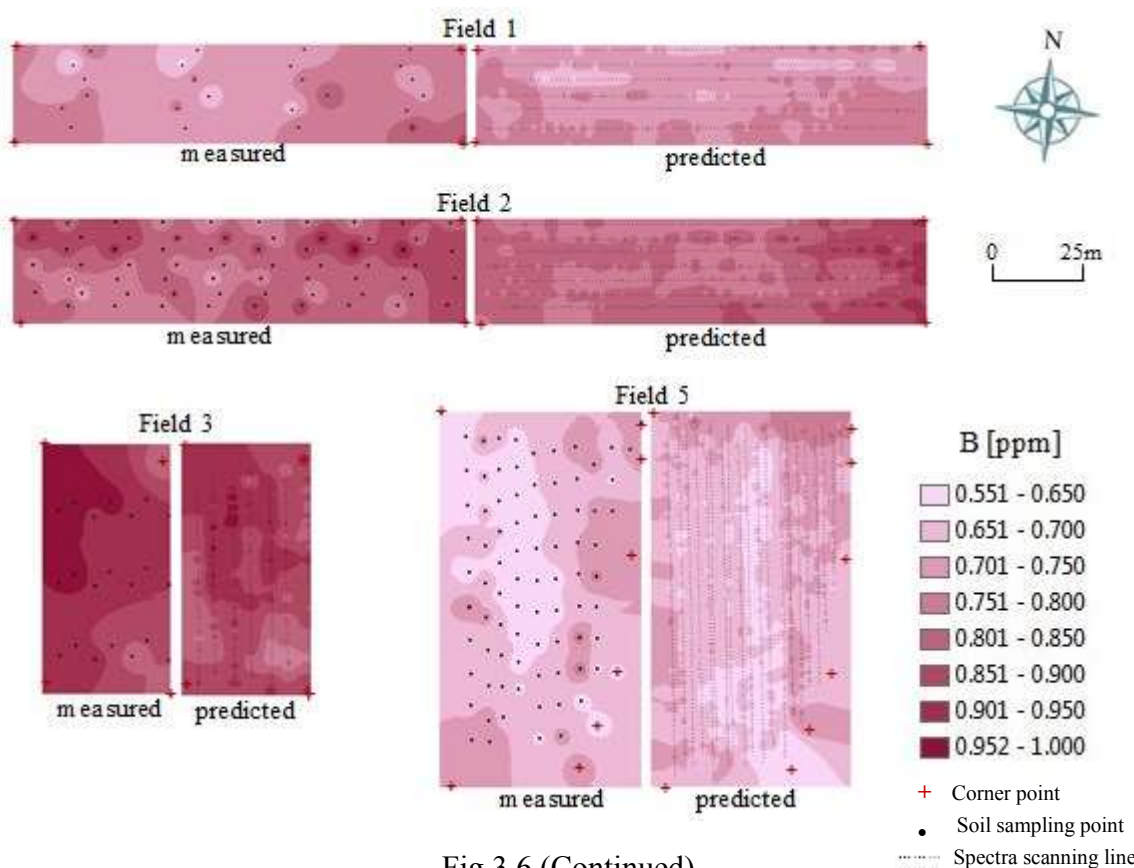 Field 1
N
measured
predicted
Field 2
0 25m
measured
predicted
Field 3
Field 5
measured
predicted
measured
predicted
B [ppm]
0.551 - 0.650
0.651 - 0.700
0.701 - 0.750
0.751 - 0.800
0.801 - 0.850
0.851 - 0.900
0.901 - 0.950
0.952 - 1.000
Corner point
Soil sampling point
Spectra scanning line
Fig 3.6 (Continued)